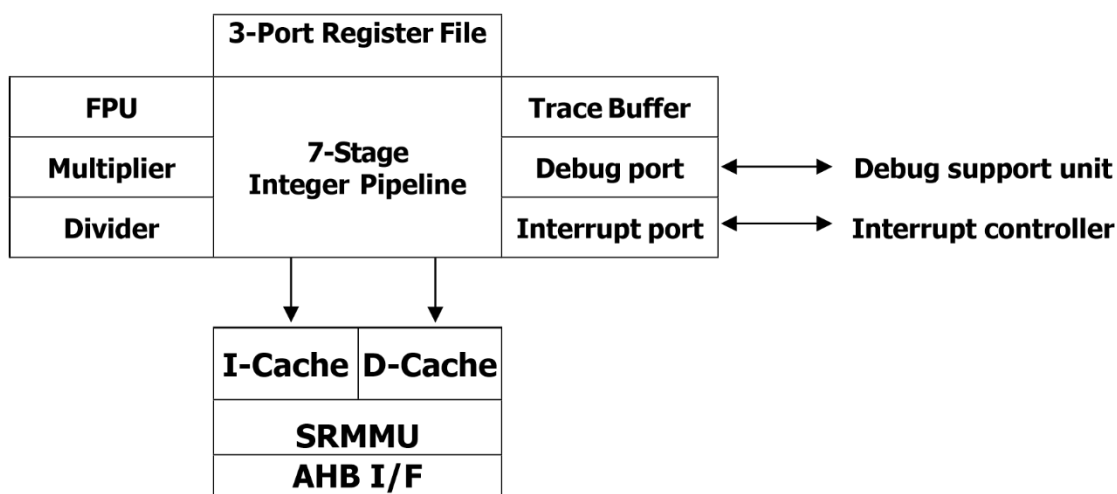 3-Port Register File
FPU
Multiplier
Divider
7-Stage
Integer Pipeline
Trace Buffer
Debug port
Interrupt port
Debug support unit
Interrupt controller
I-Cache
D-Cache
SRMMU
AHB I/F